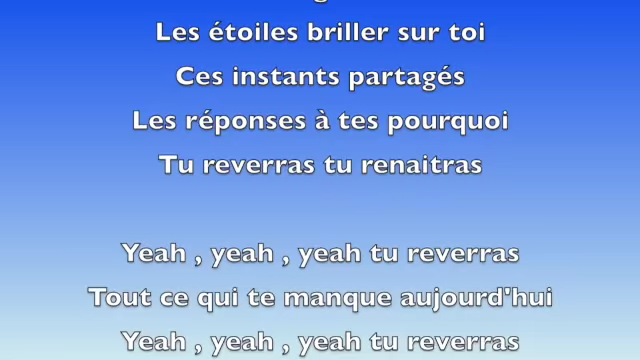 Les étoiles briller sur toi
Ces instants partagés
Les réponses à tes pourquoi
Tu reverras tu renaitras
Yeah , yeah , yeah tu reverras
Tout ce qui te manque aujourd'hui
Yeah , yeah , yeah tu reverras